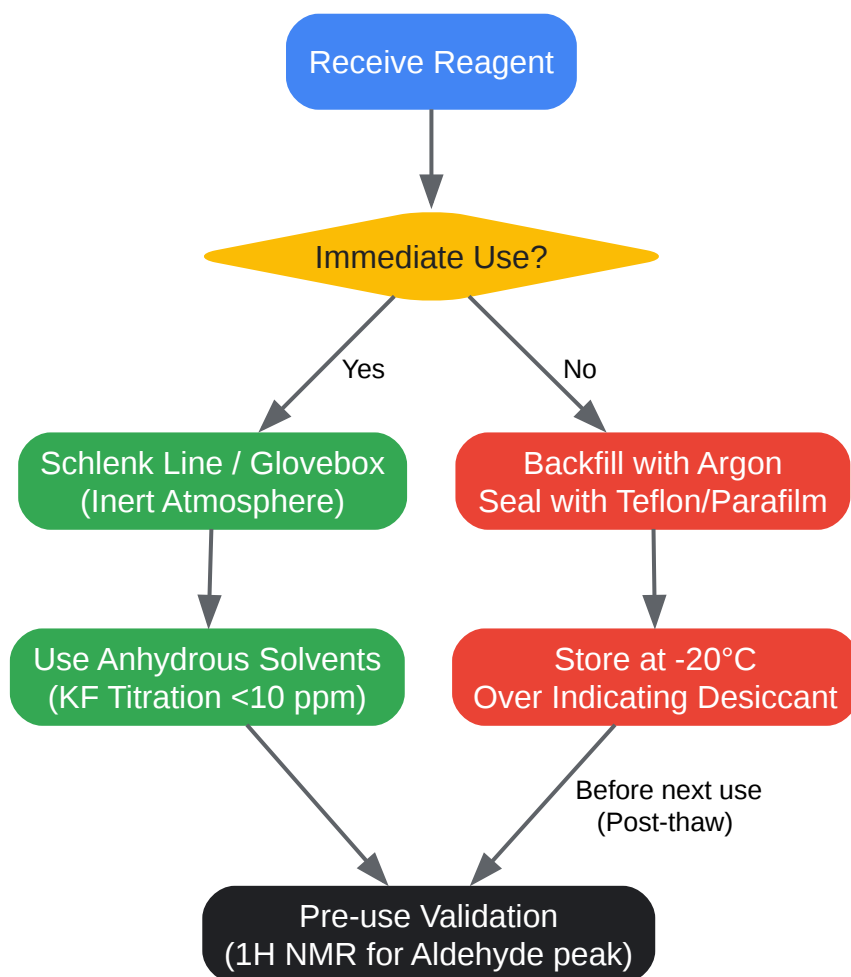 Receive Reagent
Immediate Use?
Yes
No
Schlenk Line / Glovebox
(Inert Atmosphere)
Backfill with Argon
Seal with Teflon/Parafilm
Use Anhydrous Solvents
(KF Titration <10 ppm)
Store at -20°C
Over Indicating Desiccant
Before next use
(Post-thaw)
Pre-use Validation
(1H NMR for Aldehyde peak)